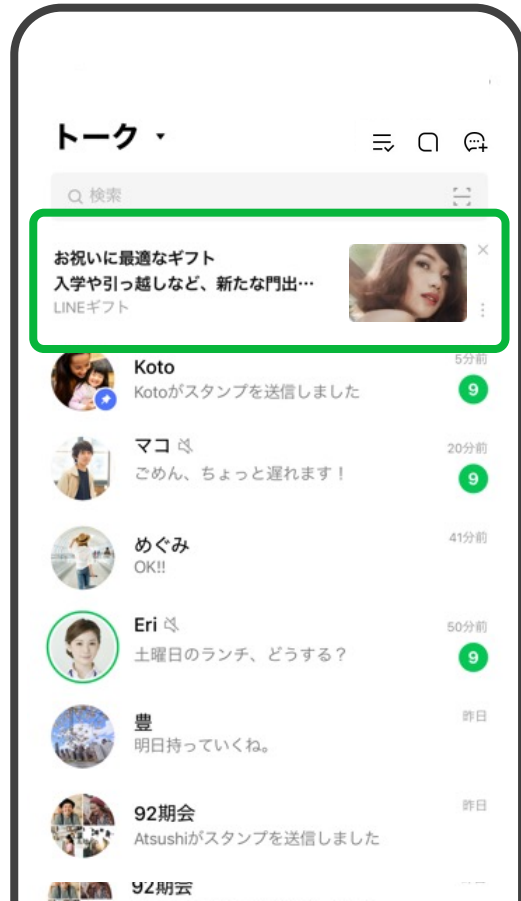 トーク
検索
お祝いに最適なギフト
入学や引っ越しなど、新たな門出…
LINEギフト
Koto
5分前
Kotoがスタンプを送信しました
9
マコ
20分前
ごめん、ちょっと遅れます！
9
めぐみ
41分前
OK!!
Eri
50分前
土曜日のランチ、どうする？
9
豊
昨日
明日持っていくね。
92期会
昨日
Atsushiがスタンプを送信しました
92期会